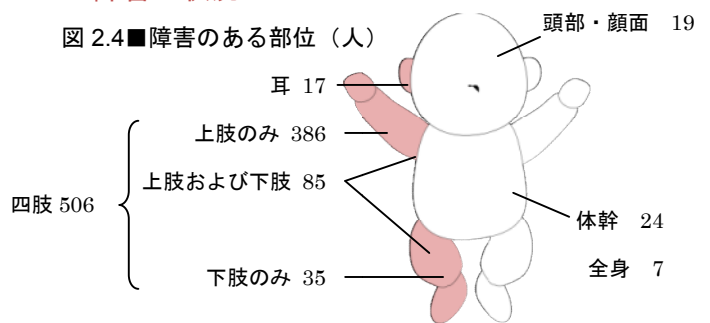 図 2.4■障害のある部位（人）
頭部・顔面 19
耳 17
上肢のみ 386
上肢および下肢 85
四肢 506
体幹 24
全身 7
下肢のみ 35